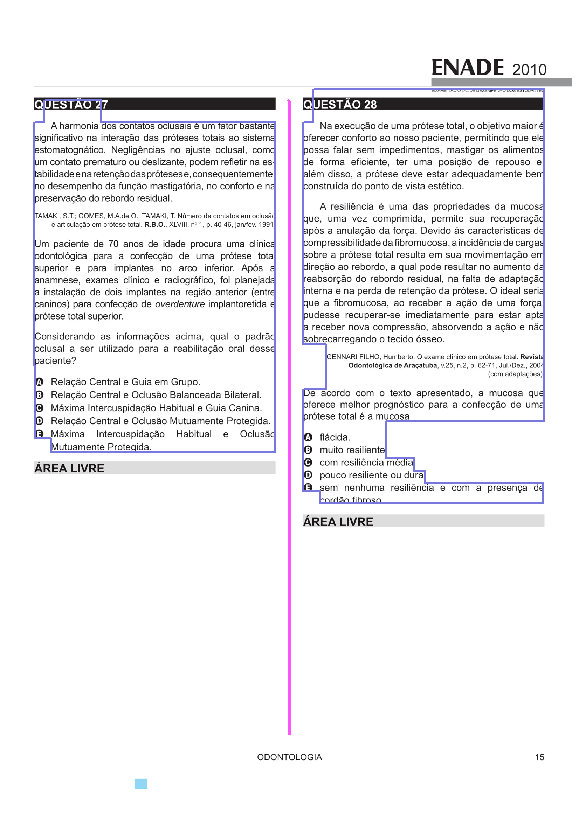 ENADE 2010
QUESTÃO 27
A harmonia dos contatos oclusais é um fator bastante
significativo na interação das próteses totais ao sistema
estomatognático. Negligências no ajuste oclusal, como
um contato prematuro ou deslizante, podem refletir na es-
tabilidade e na retenção das próteses e, consequentemente
no desempenho da função mastigatória, no conforto e na
preservação do rebordo residual.
TAMAKI, S.T.; GOMES, M.A.de O.; TAMAKI, T. Número de contatos em oclusão
e articulação em prótese total. R.B.O., XLVIII, nº 1, p. 40-46, jan/fev. 1991.
Um paciente de 70 anos de idade procura uma clínica
odontológica para a confecção de uma prótese total
superior e para implantes no arco inferior. Após a
anamnese, exames clínico e radiográfico, foi planejada
a instalação de dois implantes na região anterior (entre
caninos) para confecção de overdenture implantoretida e
prótese total superior.
Considerando as informações acima, qual o padrão
oclusal a ser utilizado para a reabilitação oral desse
paciente?
A Relação Central e Guia em Grupo.
B Relação Central e Oclusão Balanceada Bilateral.
C Máxima Intercuspidação Habitual e Guia Canina.
D Relação Central e Oclusão Mutuamente Protegida.
E Máxima Intercuspidação Habitual e Oclusão
Mutuamente Protegida.
ÁREA LIVRE
QUESTÃO 28
Na execução de uma prótese total, o objetivo maior é
oferecer conforto ao nosso paciente, permitindo que ele
possa falar sem impedimentos, mastigar os alimentos
de forma eficiente, ter uma posição de repouso e,
além disso, a prótese deve estar adequadamente bem
construída do ponto de vista estético.
A resiliência é uma das propriedades da mucosa
que, uma vez comprimida, permite sua recuperação
após a anulação da força. Devido às características de
compressibilidade da fibromucosa, a incidência de cargas
sobre a prótese total resulta em sua movimentação em
direção ao rebordo, a qual pode resultar no aumento da
reabsorção do rebordo residual, na falta de adaptação
interna e na perda de retenção da prótese. O ideal seria
que a fibromucosa, ao receber a ação de uma força,
pudesse recuperar-se imediatamente para estar apta
a receber nova compressão, absorvendo a ação e não
sobrecarregando o tecido ósseo.
GENNARI FILHO, Humberto. O exame clínico em prótese total. Revista
Odontológica de Araçatuba, v.25, n.2, p. 62-71, Jul./Dez., 2004
(com adaptações).
De acordo com o texto apresentado, a mucosa que
oferece melhor prognóstico para a confecção de uma
prótese total é a mucosa
A flácida.
B muito resiliente.
C com resiliência média.
D pouco resiliente ou dura.
E sem nenhuma resiliência e com a presença de
cordão fibroso.
ÁREA LIVRE
ODONTOLOGIA
15